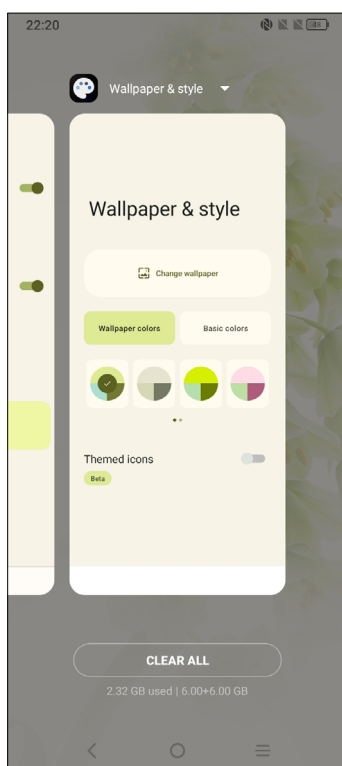 22:20
Wallpaper & style
Wallpaper & style
Change wallpaper
Wallpaper colors
Basic colors
Themed icons
Beta
CLEAR ALL
2.32 GB used | 6.00+6.00 GB